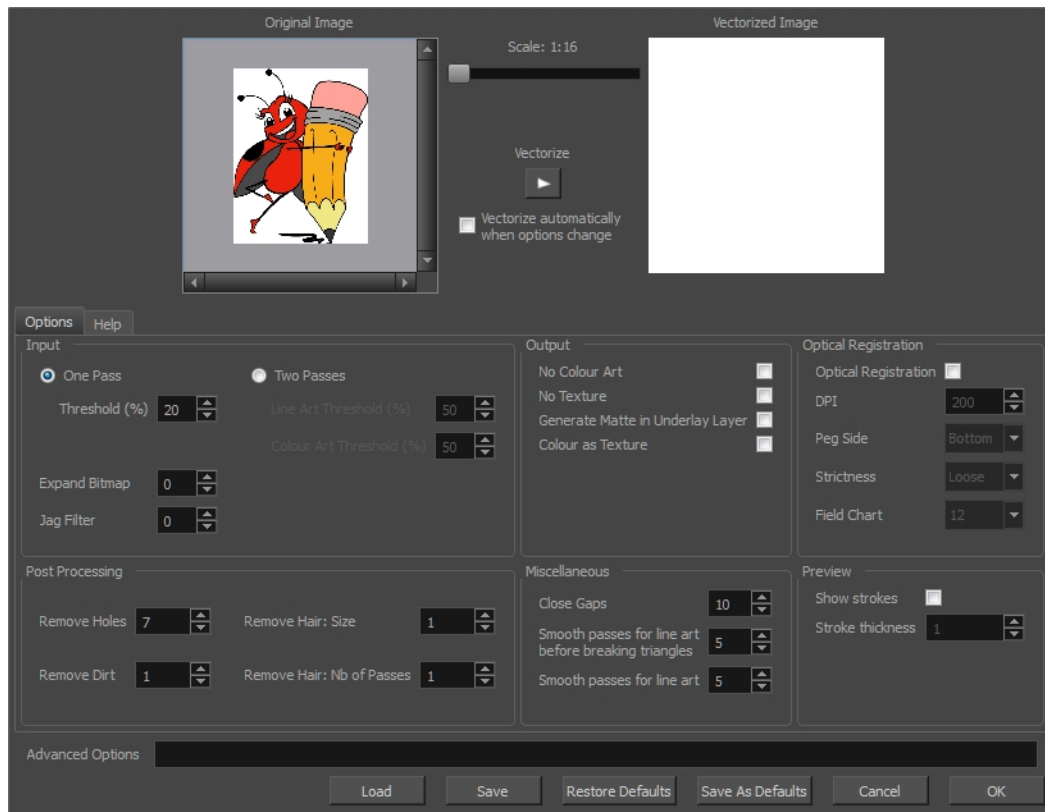 Original Image
Vectorized Image
Scale: 1:16
Vectorize
Vectorize automatically
when options change
Options
Help
Input
One Pass
Two Passes
Threshold (%) 20
Line Art Threshold (%) 50
Colour Art Threshold (%) 50
Expand Bitmap 0
Jag Filter 0
Output
No Colour Art
No Texture
Generate Matte in Underlay Layer
Colour as Texture
Optical Registration
Optical Registration
DPI 200
Peg Side Bottom
Strictness Loose
Field Chart 12
Post Processing
Remove Holes 7
Remove Hair: Size 1
Remove Dirt 1
Remove Hair: Nb of Passes 1
Miscellaneous
Close Gaps 10
Smooth passes for line art
before breaking triangles 5
Smooth passes for line art 5
Preview
Show strokes
Stroke thickness 1
Advanced Options
Load
Save
Restore Defaults
Save As Defaults
Cancel
OK